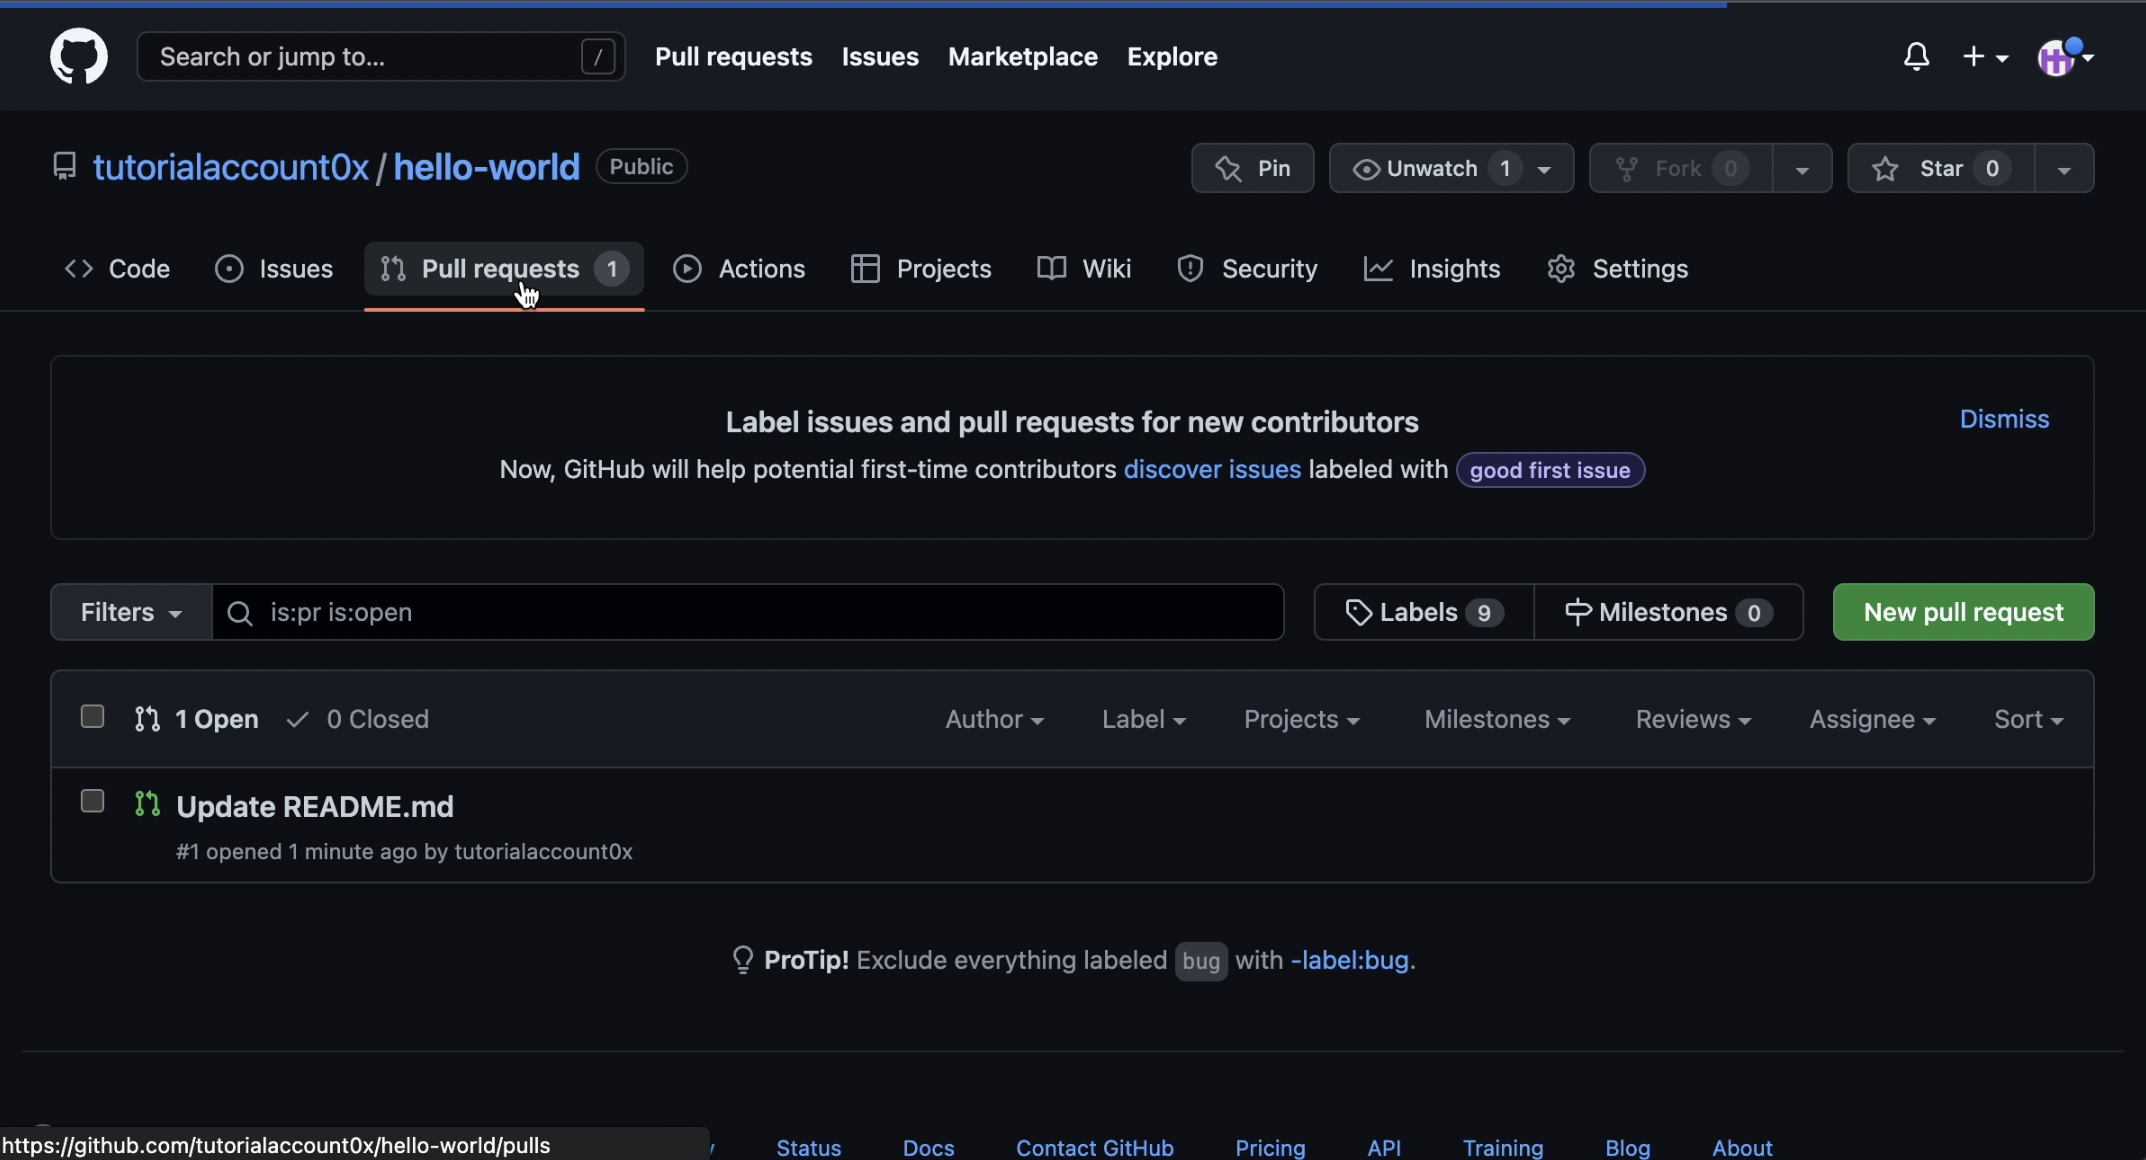 Search or jump to... /
Pull requests Issues Marketplace Explore
tutorialaccount0x / hello-world Public
Pin Unwatch 1 Fork 0 Star 0
Code Issues Pull requests 1 Actions Projects Wiki Security Insights Settings
Label issues and pull requests for new contributors
Dismiss
Now, GitHub will help potential first-time contributors discover issues labeled with good first issue
Filters is:pr is:open Labels 9 Milestones 0 New pull request
1 Open 0 Closed Author Label Projects Milestones Reviews Assignee Sort
Update README.md
#1 opened 1 minute ago by tutorialaccount0x
ProTip! Exclude everything labeled bug with -label:bug.
https://github.com/tutorialaccount0x/hello-world/pulls
Status Docs Contact GitHub Pricing API Training Blog About